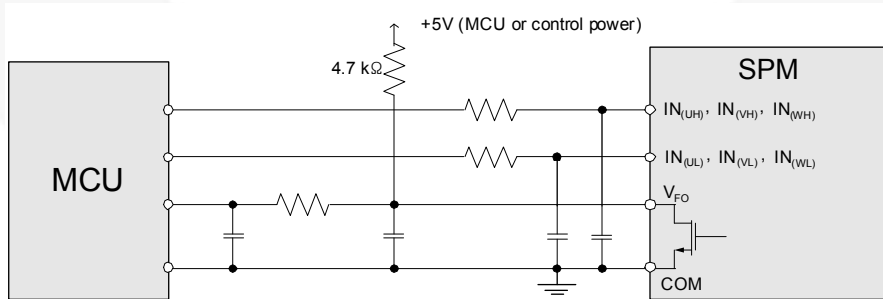 +5V (MCU or control power)
4.7 kΩ
SPM
IN(UH), IN(VH), IN(WH)
IN(UL), IN(VL), IN(WL)
MCU
VFO
COM